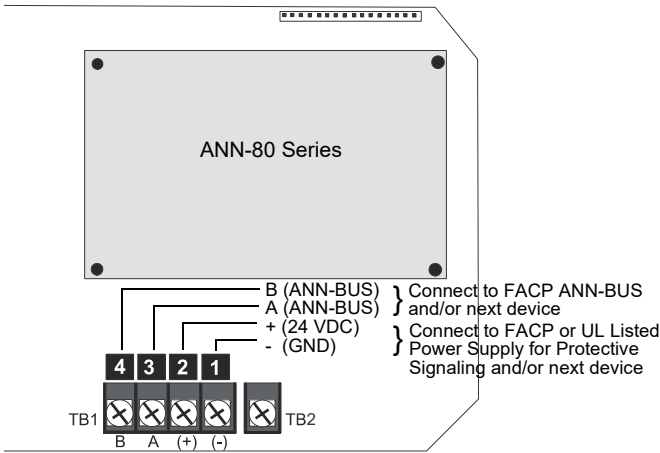 ANN-80 Series
B (ANN-BUS)
A (ANN-BUS)
+ (24 VDC)
- (GND)
} Connect to FACP ANN-BUS
and/or next device
} Connect to FACP or UL Listed
Power Supply for Protective
Signaling and/or next device
4 3 2 1
TB1
TB2
B A (+) (-)